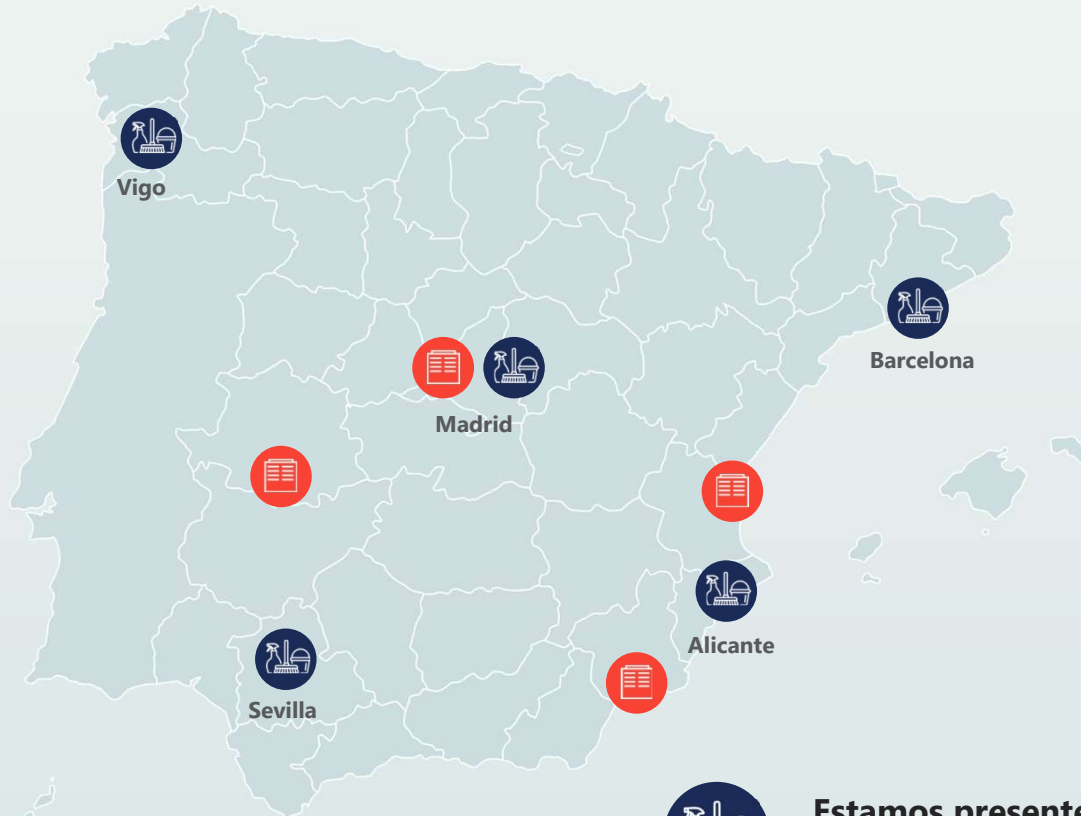 Vigo
Barcelona
Madrid
Alicante
Sevilla
Estamos presente